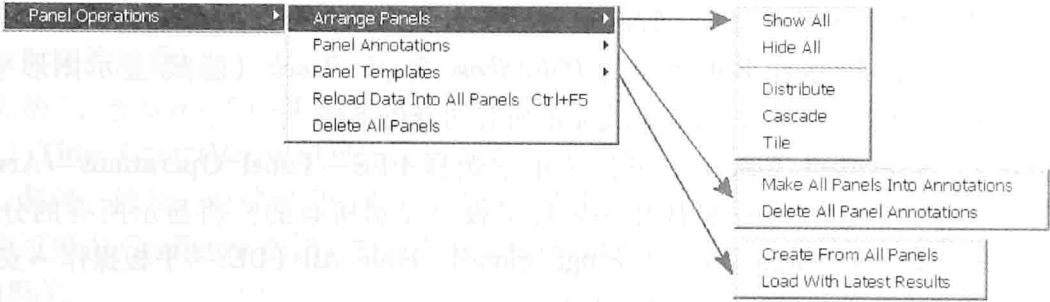 Panel Operations
Arrange Panels
Panel Annotations
Panel Templates
Reload Data Into All Panels Ctrl+F5
Delete All Panels
Show All
Hide All
Distribute
Cascade
Tile
Make All Panels Into Annotations
Delete All Panel Annotations
Create From All Panels
Load With Latest Results